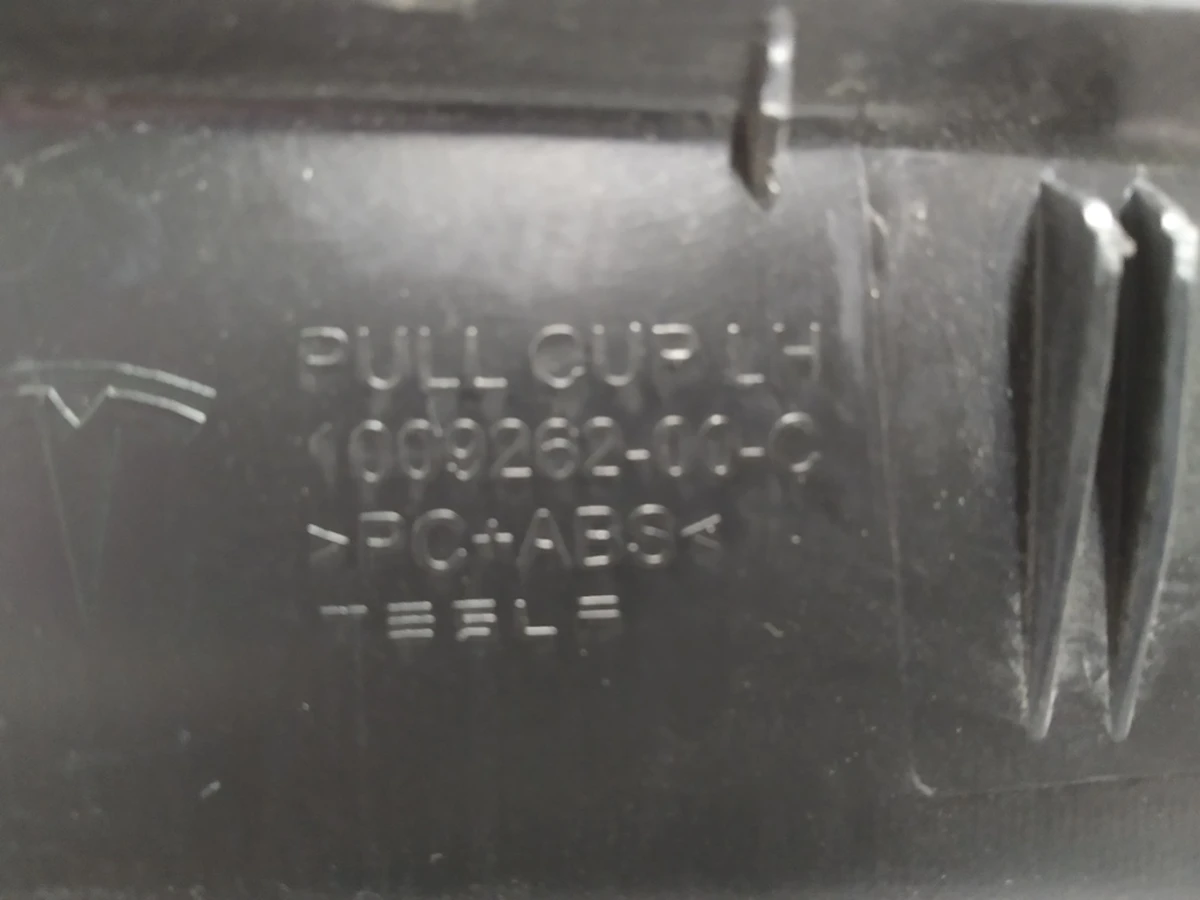 PULL CUP LH
1009262-00-C
>PC+ABS<
TESLA